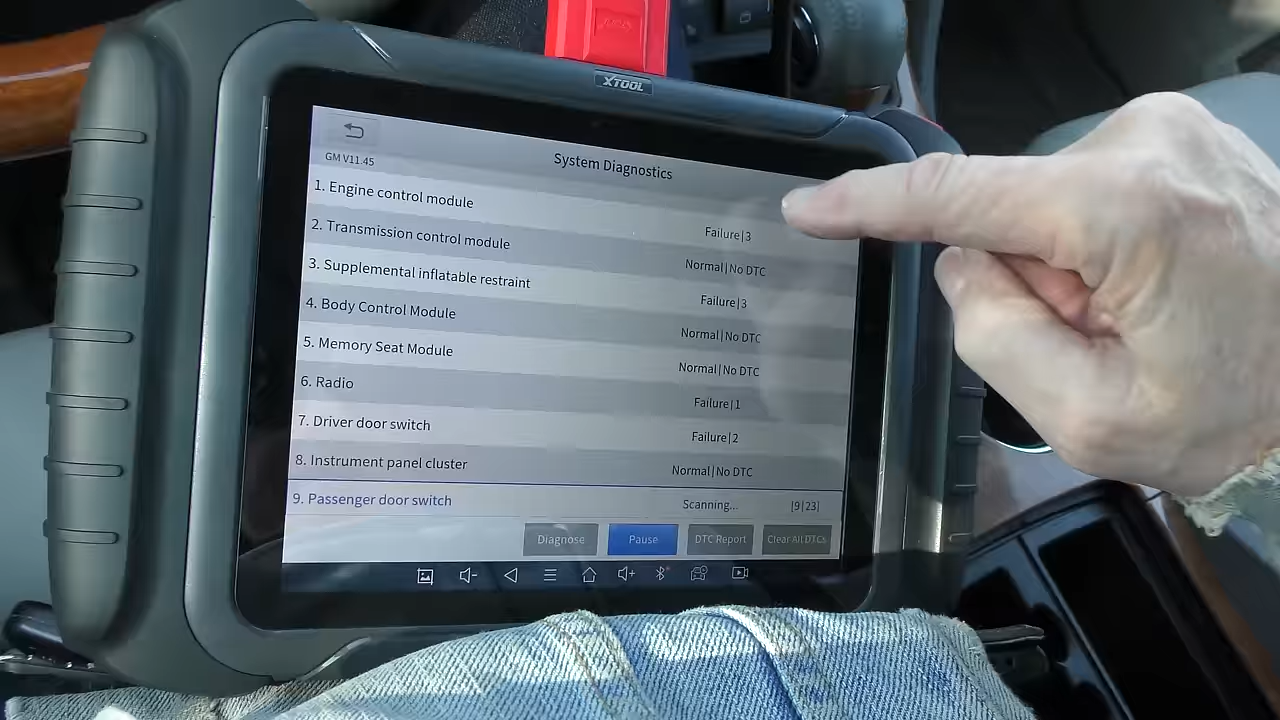 XTOOL
System Diagnostics
GM V11.45
1. Engine control module Failure|3
2. Transmission control module Normal|No DTC
3. Supplemental inflatable restraint Failure|3
4. Body Control Module Normal|No DTC
5. Memory Seat Module Normal|No DTC
6. Radio Failure|1
7. Driver door switch Failure|2
8. Instrument panel cluster Normal|No DTC
9. Passenger door switch Scanning... |9|23|
Diagnose Pause DTC Report Clear All DTCs